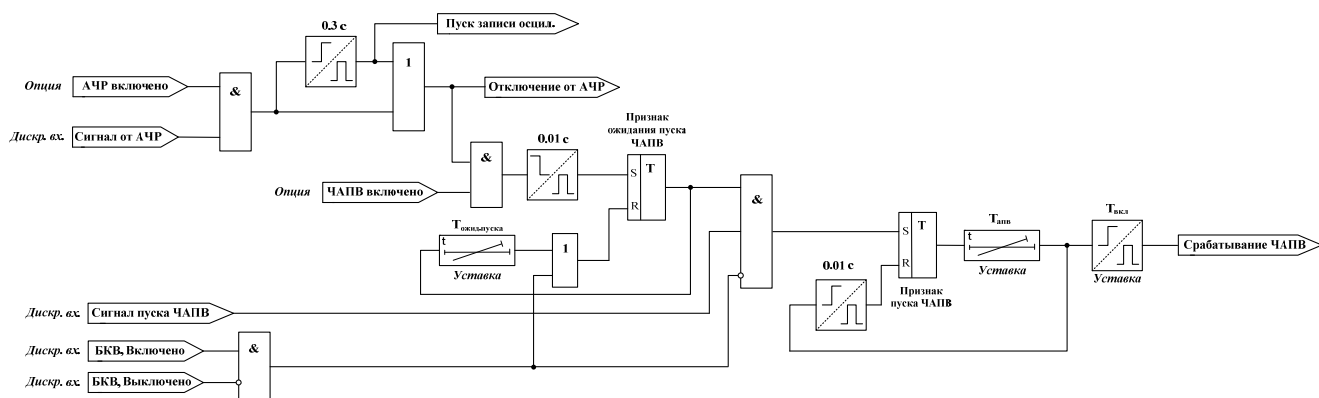 0.3 с
Пуск записи осцил.
1
Опция
АЧР включено
&
Отключение от АЧР
Дискр. вх.
Сигнал от АЧР
Признак
ожидания пуска
ЧАПВ
0.01 с
&
S
T
R
Опция
ЧАПВ включено
&
Tожид.пуска
t
Уставка
1
S
T
R
Tапв
t
Уставка
Tвкл
Уставка
Срабатывание ЧАПВ
0.01 с
Признак
пуска ЧАПВ
Дискр. вх.
Сигнал пуска ЧАПВ
Дискр. вх.
БКВ, Включено
&
Дискр. вх.
БКВ, Выключено